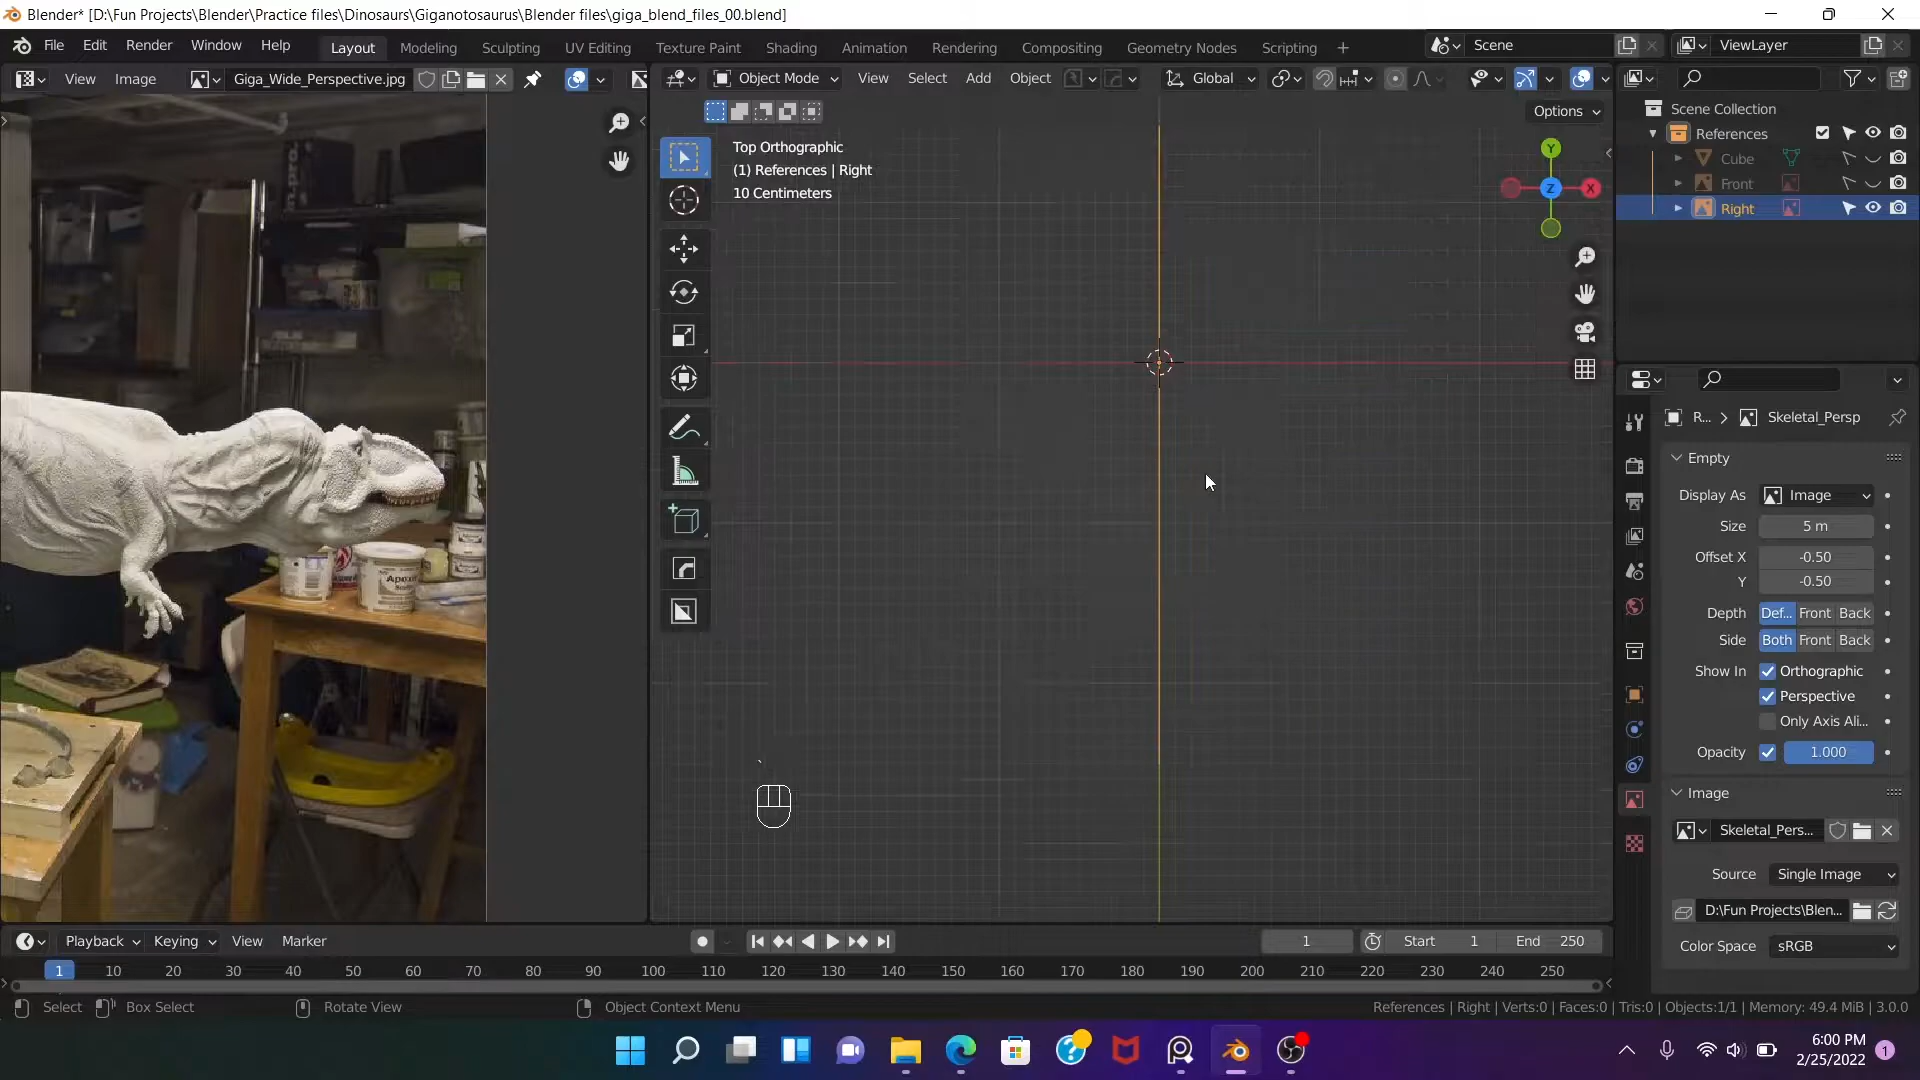 Blender* [D:\Fun Projects\Blender\Practice files\Dinosaurs\Giganotosaurus\Blender files\giga_blend_files_00.blend]
File Edit Render Window Help Layout Modeling Sculpting UV Editing Texture Paint Shading Animation Rendering Compositing Geometry Nodes Scripting + Scene ViewLayer
View Image Giga_Wide_Perspective.jpg Object Mode View Select Add Object Global
Options
Top Orthographic
(1) References | Right
10 Centimeters
Y
Z
X
Scene Collection
References
Cube
Front
Right
R... Skeletal_Persp
Empty
Display As Image
Size 5 m
Offset X -0.50
Y -0.50
Depth Def... Front Back
Side Both Front Back
Show In Orthographic
Perspective
Only Axis Ali...
Opacity 1.000
Image
Skeletal_Pers...
Source Single Image
D:\Fun Projects\Blen...
Color Space sRGB
Apoxie
Playback Keying View Marker 1 Start 1 End 250
1 10 20 30 40 50 60 70 80 90 100 110 120 130 140 150 160 170 180 190 200 210 220 230 240 250
Select Box Select Rotate View Object Context Menu References | Right | Verts:0 | Faces:0 | Tris:0 | Objects:1/1 | Memory: 49.4 MiB | 3.0.0
6:00 PM
2/25/2022
1